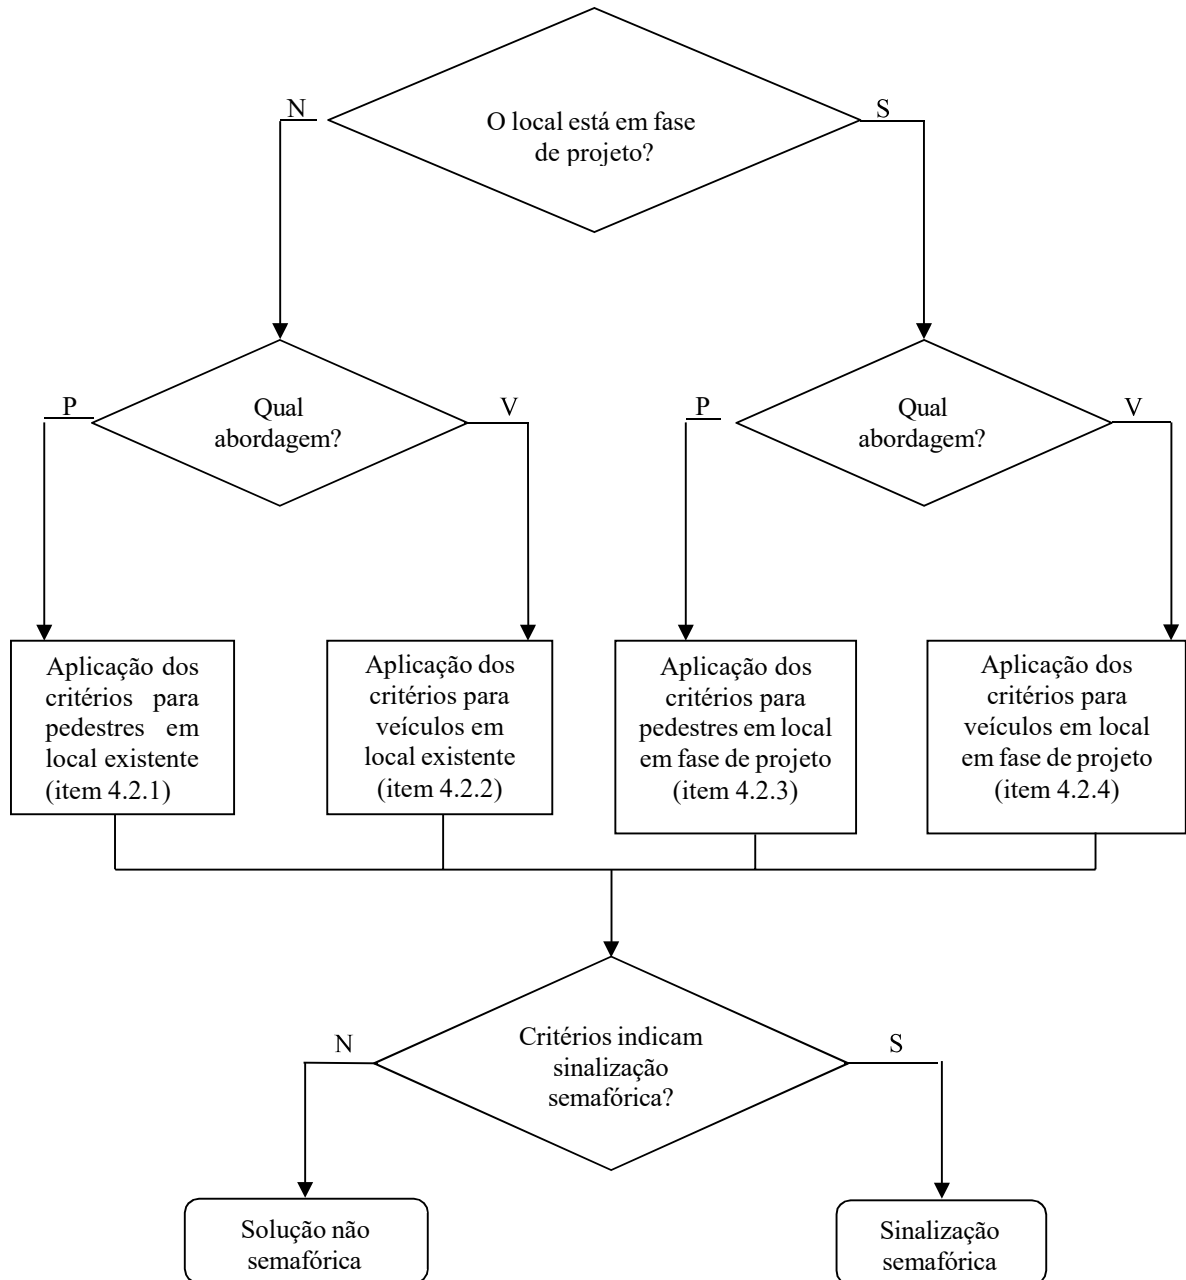 O local está em fase
de projeto?
N
S
Qual
abordagem?
P
V
Qual
abordagem?
P
V
Aplicação dos
critérios para
pedestres em
local existente
(item 4.2.1)
Aplicação dos
critérios para
veículos em
local existente
(item 4.2.2)
Aplicação dos
critérios para
pedestres em local
em fase de projeto
(item 4.2.3)
Aplicação dos
critérios para
veículos em local
em fase de projeto
(item 4.2.4)
Critérios indicam
sinalização
semafórica?
N
S
Solução não
semafórica
Sinalização
semafórica